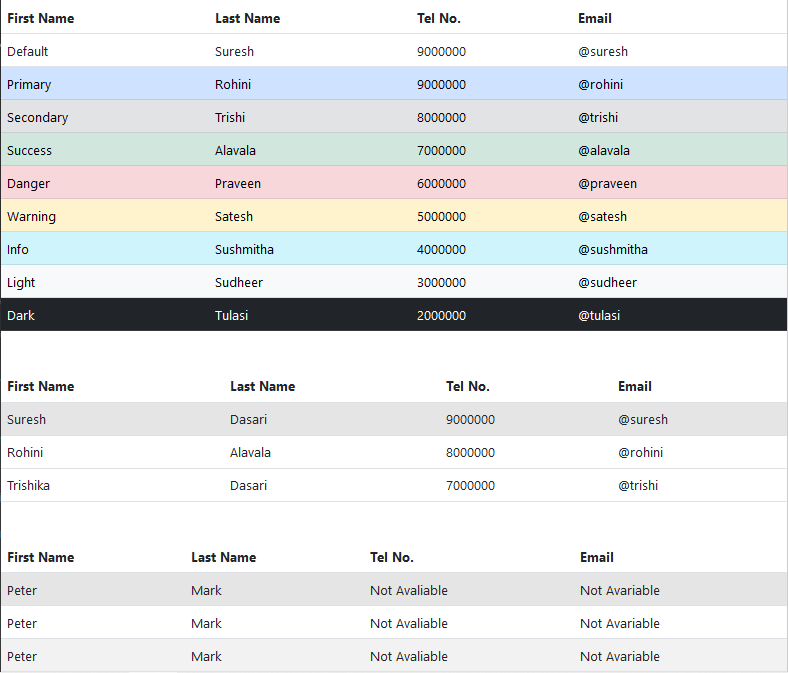 First Name Last Name Tel No. Email
Default Suresh 9000000 @suresh
Primary Rohini 9000000 @rohini
Secondary Trishi 8000000 @trishi
Success Alavala 7000000 @alavala
Danger Praveen 6000000 @praveen
Warning Satesh 5000000 @satesh
Info Sushmitha 4000000 @sushmitha
Light Sudheer 3000000 @sudheer
Dark Tulasi 2000000 @tulasi
First Name Last Name Tel No. Email
Suresh Dasari 9000000 @suresh
Rohini Alavala 8000000 @rohini
Trishika Dasari 7000000 @trishi
First Name Last Name Tel No. Email
Peter Mark Not Avaliable Not Avariable
Peter Mark Not Avaliable Not Avariable
Peter Mark Not Avaliable Not Avariable